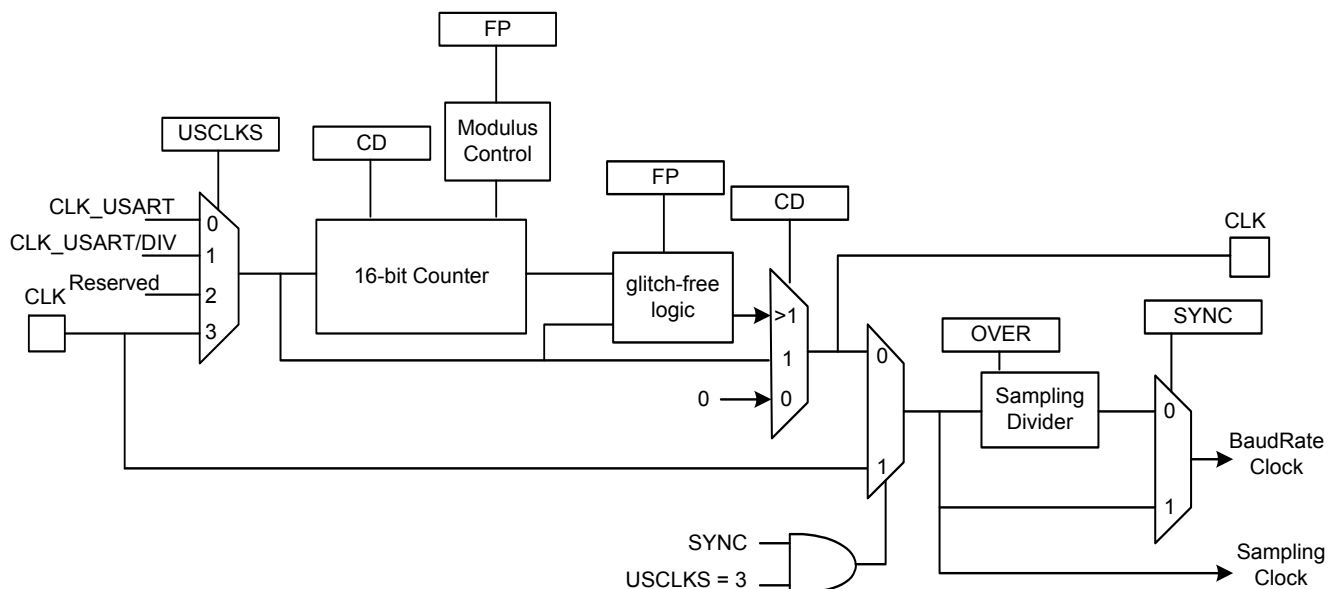 FP
USCLKS
CD
Modulus
Control
FP
CD
CLK_USART
0
CLK_USART/DIV
1
Reserved
2
CLK
3
16-bit Counter
glitch-free
logic
>1
1
0
0
CLK
0
1
OVER
SYNC
Sampling
Divider
0
1
BaudRate
Clock
SYNC
USCLKS = 3
Sampling
Clock